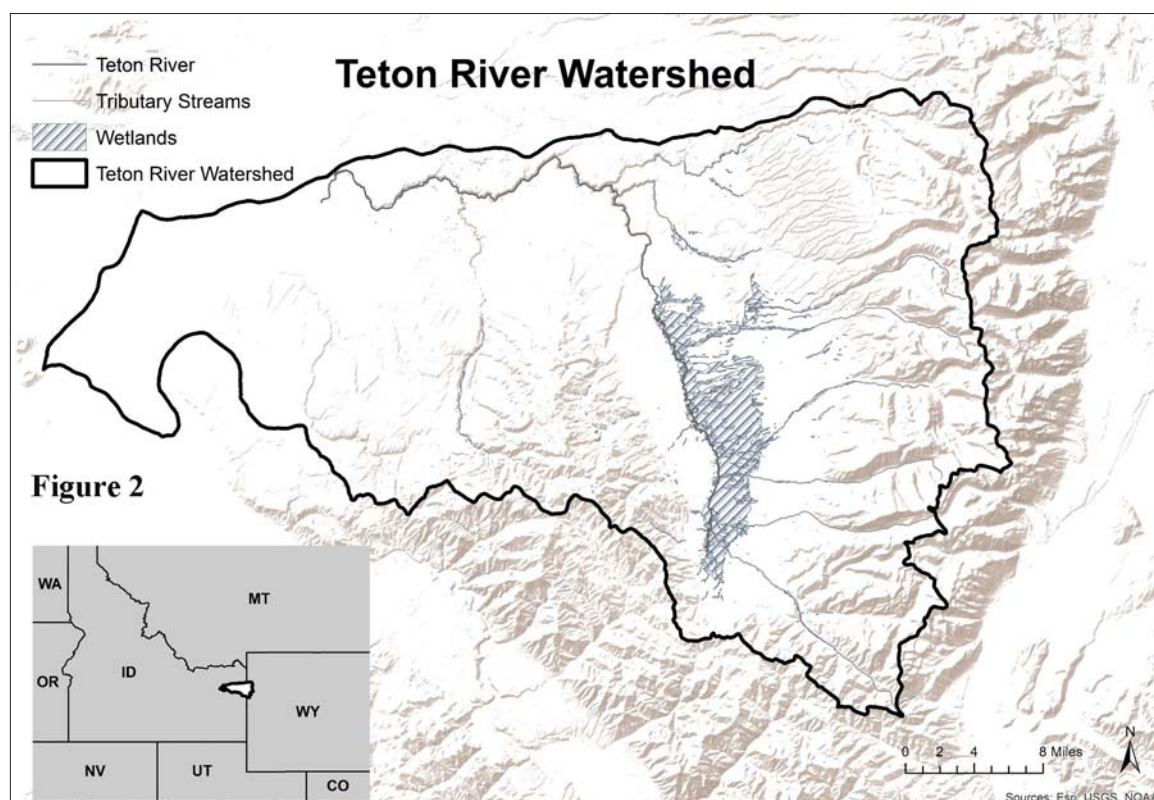 Teton River Watershed
Teton River
Tributary Streams
Wetlands
Teton River Watershed
Figure 2
WA
MT
OR
ID
WY
NV
UT
CO
N
0 2 4 8 Miles
Sources: Esri, USGS, NOAA